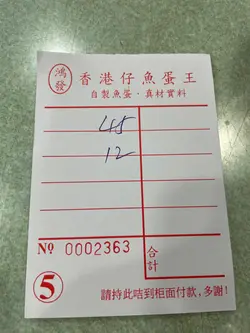 鴻發
香港仔魚蛋王
自製魚蛋·真材實料
45
12
№ 0002363
合計
5
請持此咭到柜面付款,多謝!